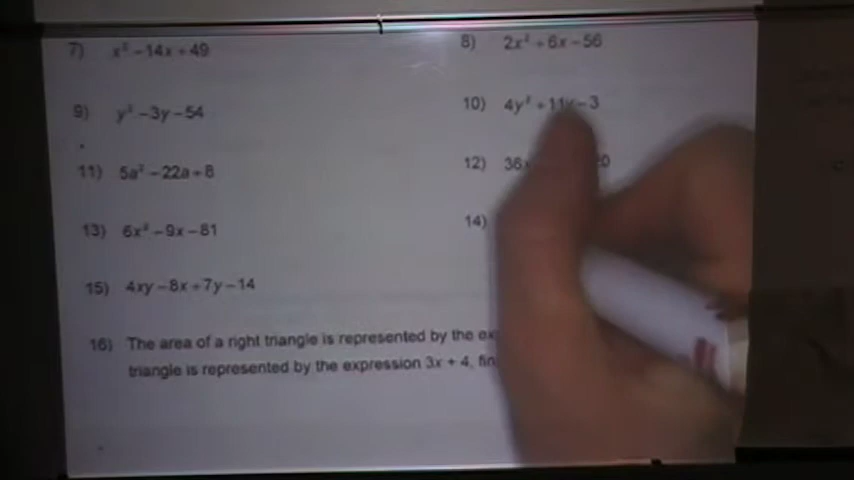 7) x² - 14x + 49
8) 2x² + 6x - 56
9) y² - 3y - 54
10) 4y² + 11y - 3
11) 5a² - 22a + 8
12) 36
13) 6x² - 9x - 81
14)
15) 4xy - 8x + 7y - 14
16) The area of a right triangle is represented by the
triangle is represented by the expression 3x + 4,